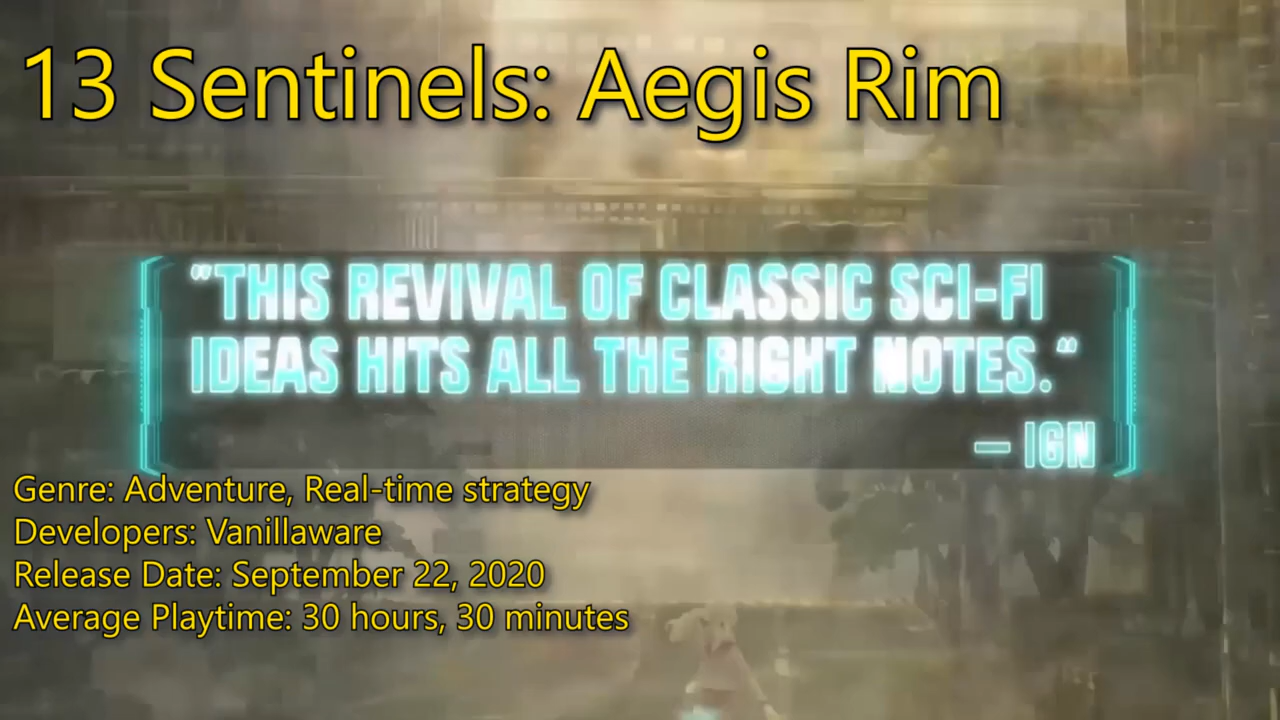 13 Sentinels: Aegis Rim
"THIS REVIVAL OF CLASSIC SCI-FI
IDEAS HITS ALL THE RIGHT NOTES."
— IGN
Genre: Adventure, Real-time strategy
Developers: Vanillaware
Release Date: September 22, 2020
Average Playtime: 30 hours, 30 minutes